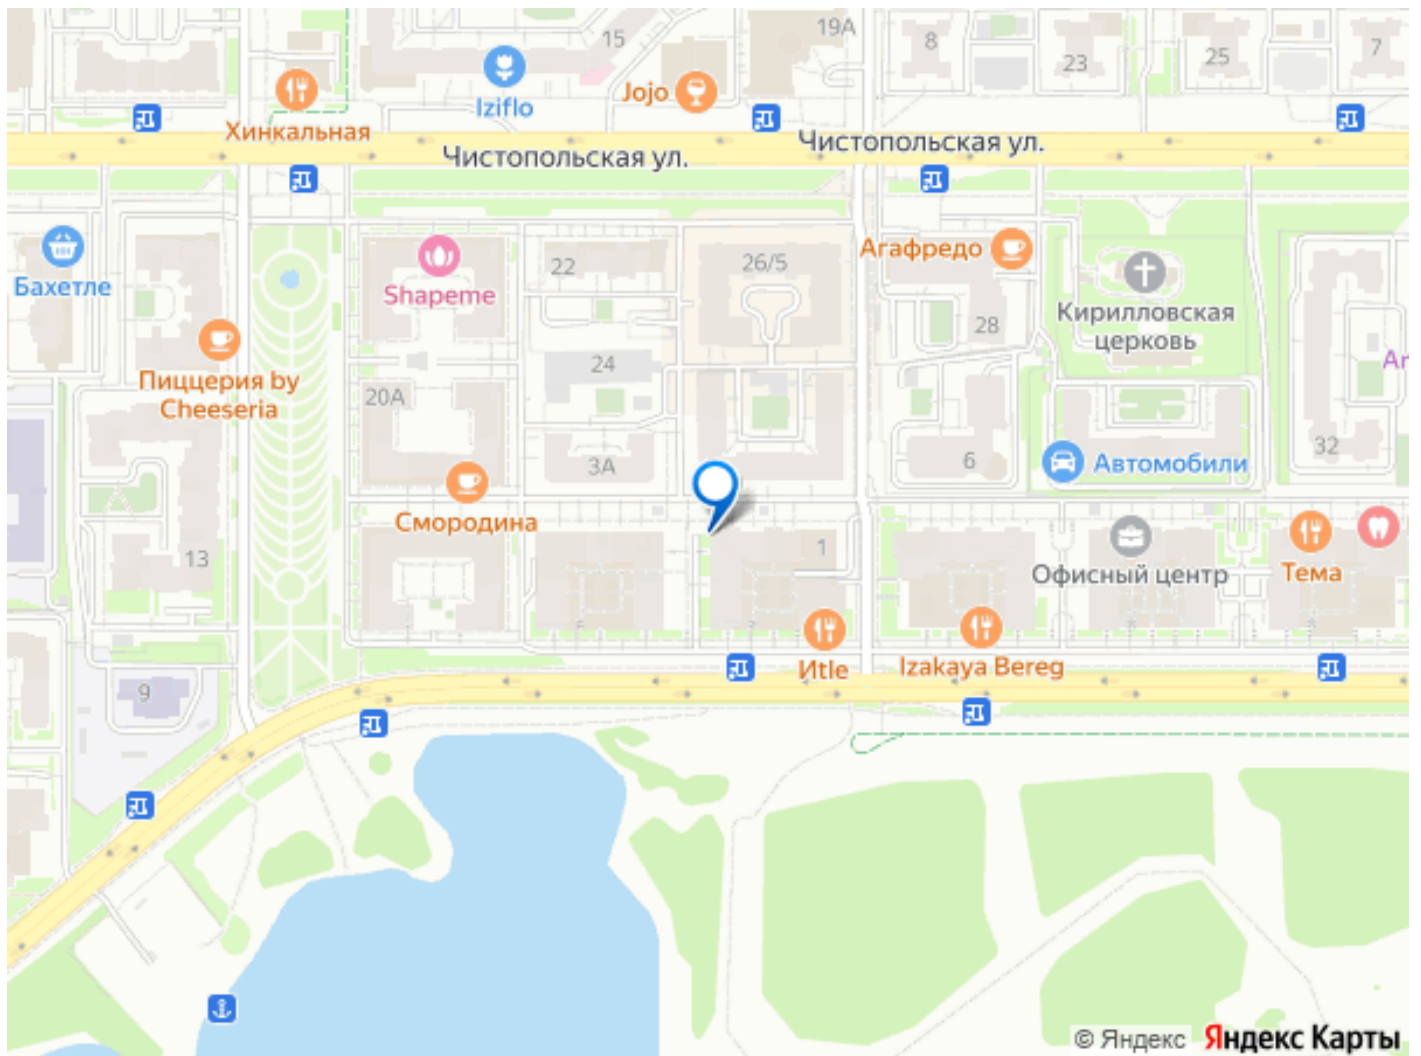 15
19А
8
23
25
7
Iziflo
Jojo
Хинкальная
Чистопольская ул.
Чистопольская ул.
Бахетле
Shapeme
22
26/5
Агафредо
28
Кирилловская
церковь
Пиццерия by
Cheeseria
24
20А
3А
6
Автомобили
32
Ar
Смородина
13
1
Офисный центр
Тема
9
Итle
Izakaya Bereg
© Яндекс Яндекс Карты